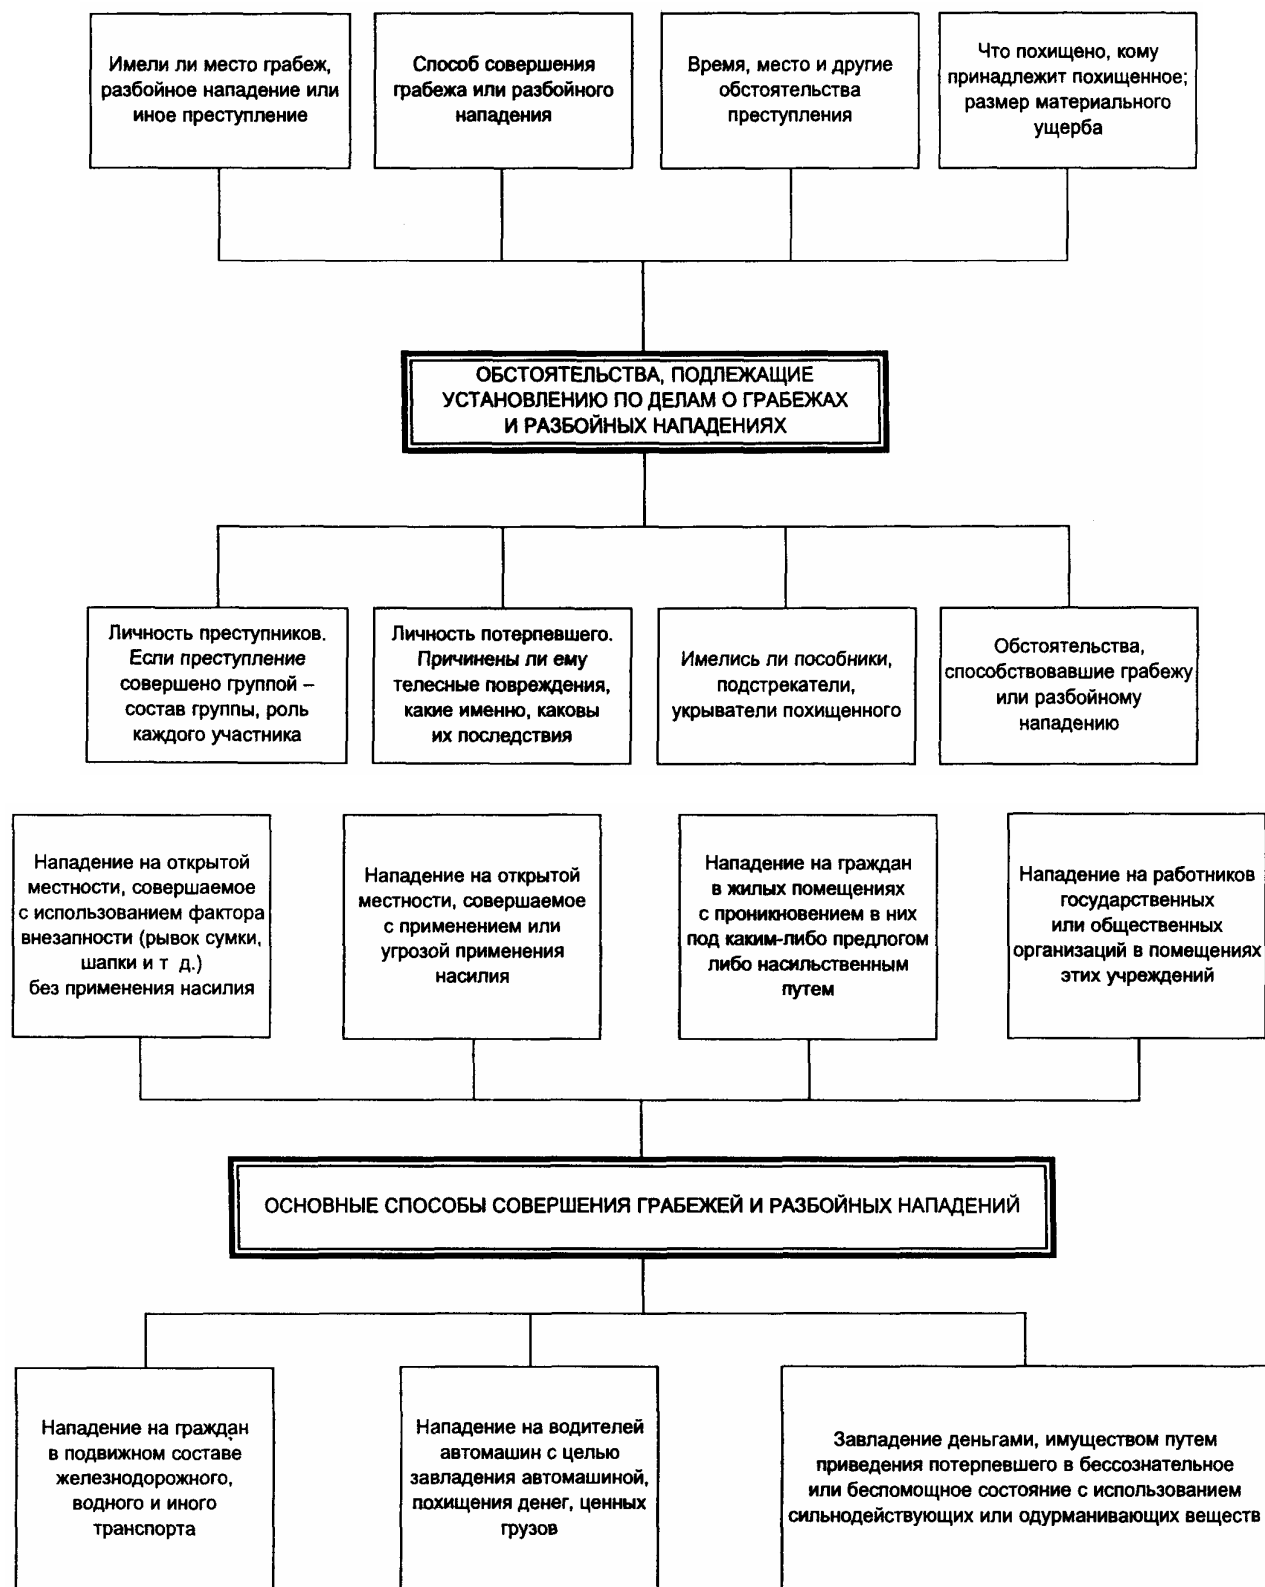 Имели ли место грабеж,
разбойное нападение или
иное преступление
Способ совершения
грабежа или разбойного
нападения
Время, место и другие
обстоятельства
преступления
Что похищено, кому
принадлежит похищенное;
размер материального
ущерба
ОБСТОЯТЕЛЬСТВА, ПОДЛЕЖАЩИЕ
УСТАНОВЛЕНИЮ ПО ДЕЛАМ О ГРАБЕЖАХ
И РАЗБОЙНЫХ НАПАДЕНИЯХ
Личность преступников.
Если преступление
совершено группой –
состав группы, роль
каждого участника
Личность потерпевшего.
Причинены ли ему
телесные повреждения,
какие именно, каковы
их последствия
Имелись ли пособники,
подстрекатели,
укрыватели похищенного
Обстоятельства,
способствовавшие грабежу
или разбойному
нападению
Нападение на открытой
местности, совершаемое
с использованием фактора
внезапности (рывок сумки,
шапки и т д.)
без применения насилия
Нападение на открытой
местности, совершаемое
с применением или
угрозой применения
насилия
Нападение на граждан
в жилых помещениях
с проникновением в них
под каким-либо предлогом
либо насильственным
путем
Нападение на работников
государственных
или общественных
организаций в помещениях
этих учреждений
ОСНОВНЫЕ СПОСОБЫ СОВЕРШЕНИЯ ГРАБЕЖЕЙ И РАЗБОЙНЫХ НАПАДЕНИЙ
Нападение на граждан
в подвижном составе
железнодорожного,
водного и иного
транспорта
Нападение на водителей
автомашин с целью
завладения автомашиной,
похищения денег, ценных
грузов
Завладение деньгами, имуществом путем
приведения потерпевшего в бессознательное
или беспомощное состояние с использованием
сильнодействующих или одурманивающих веществ